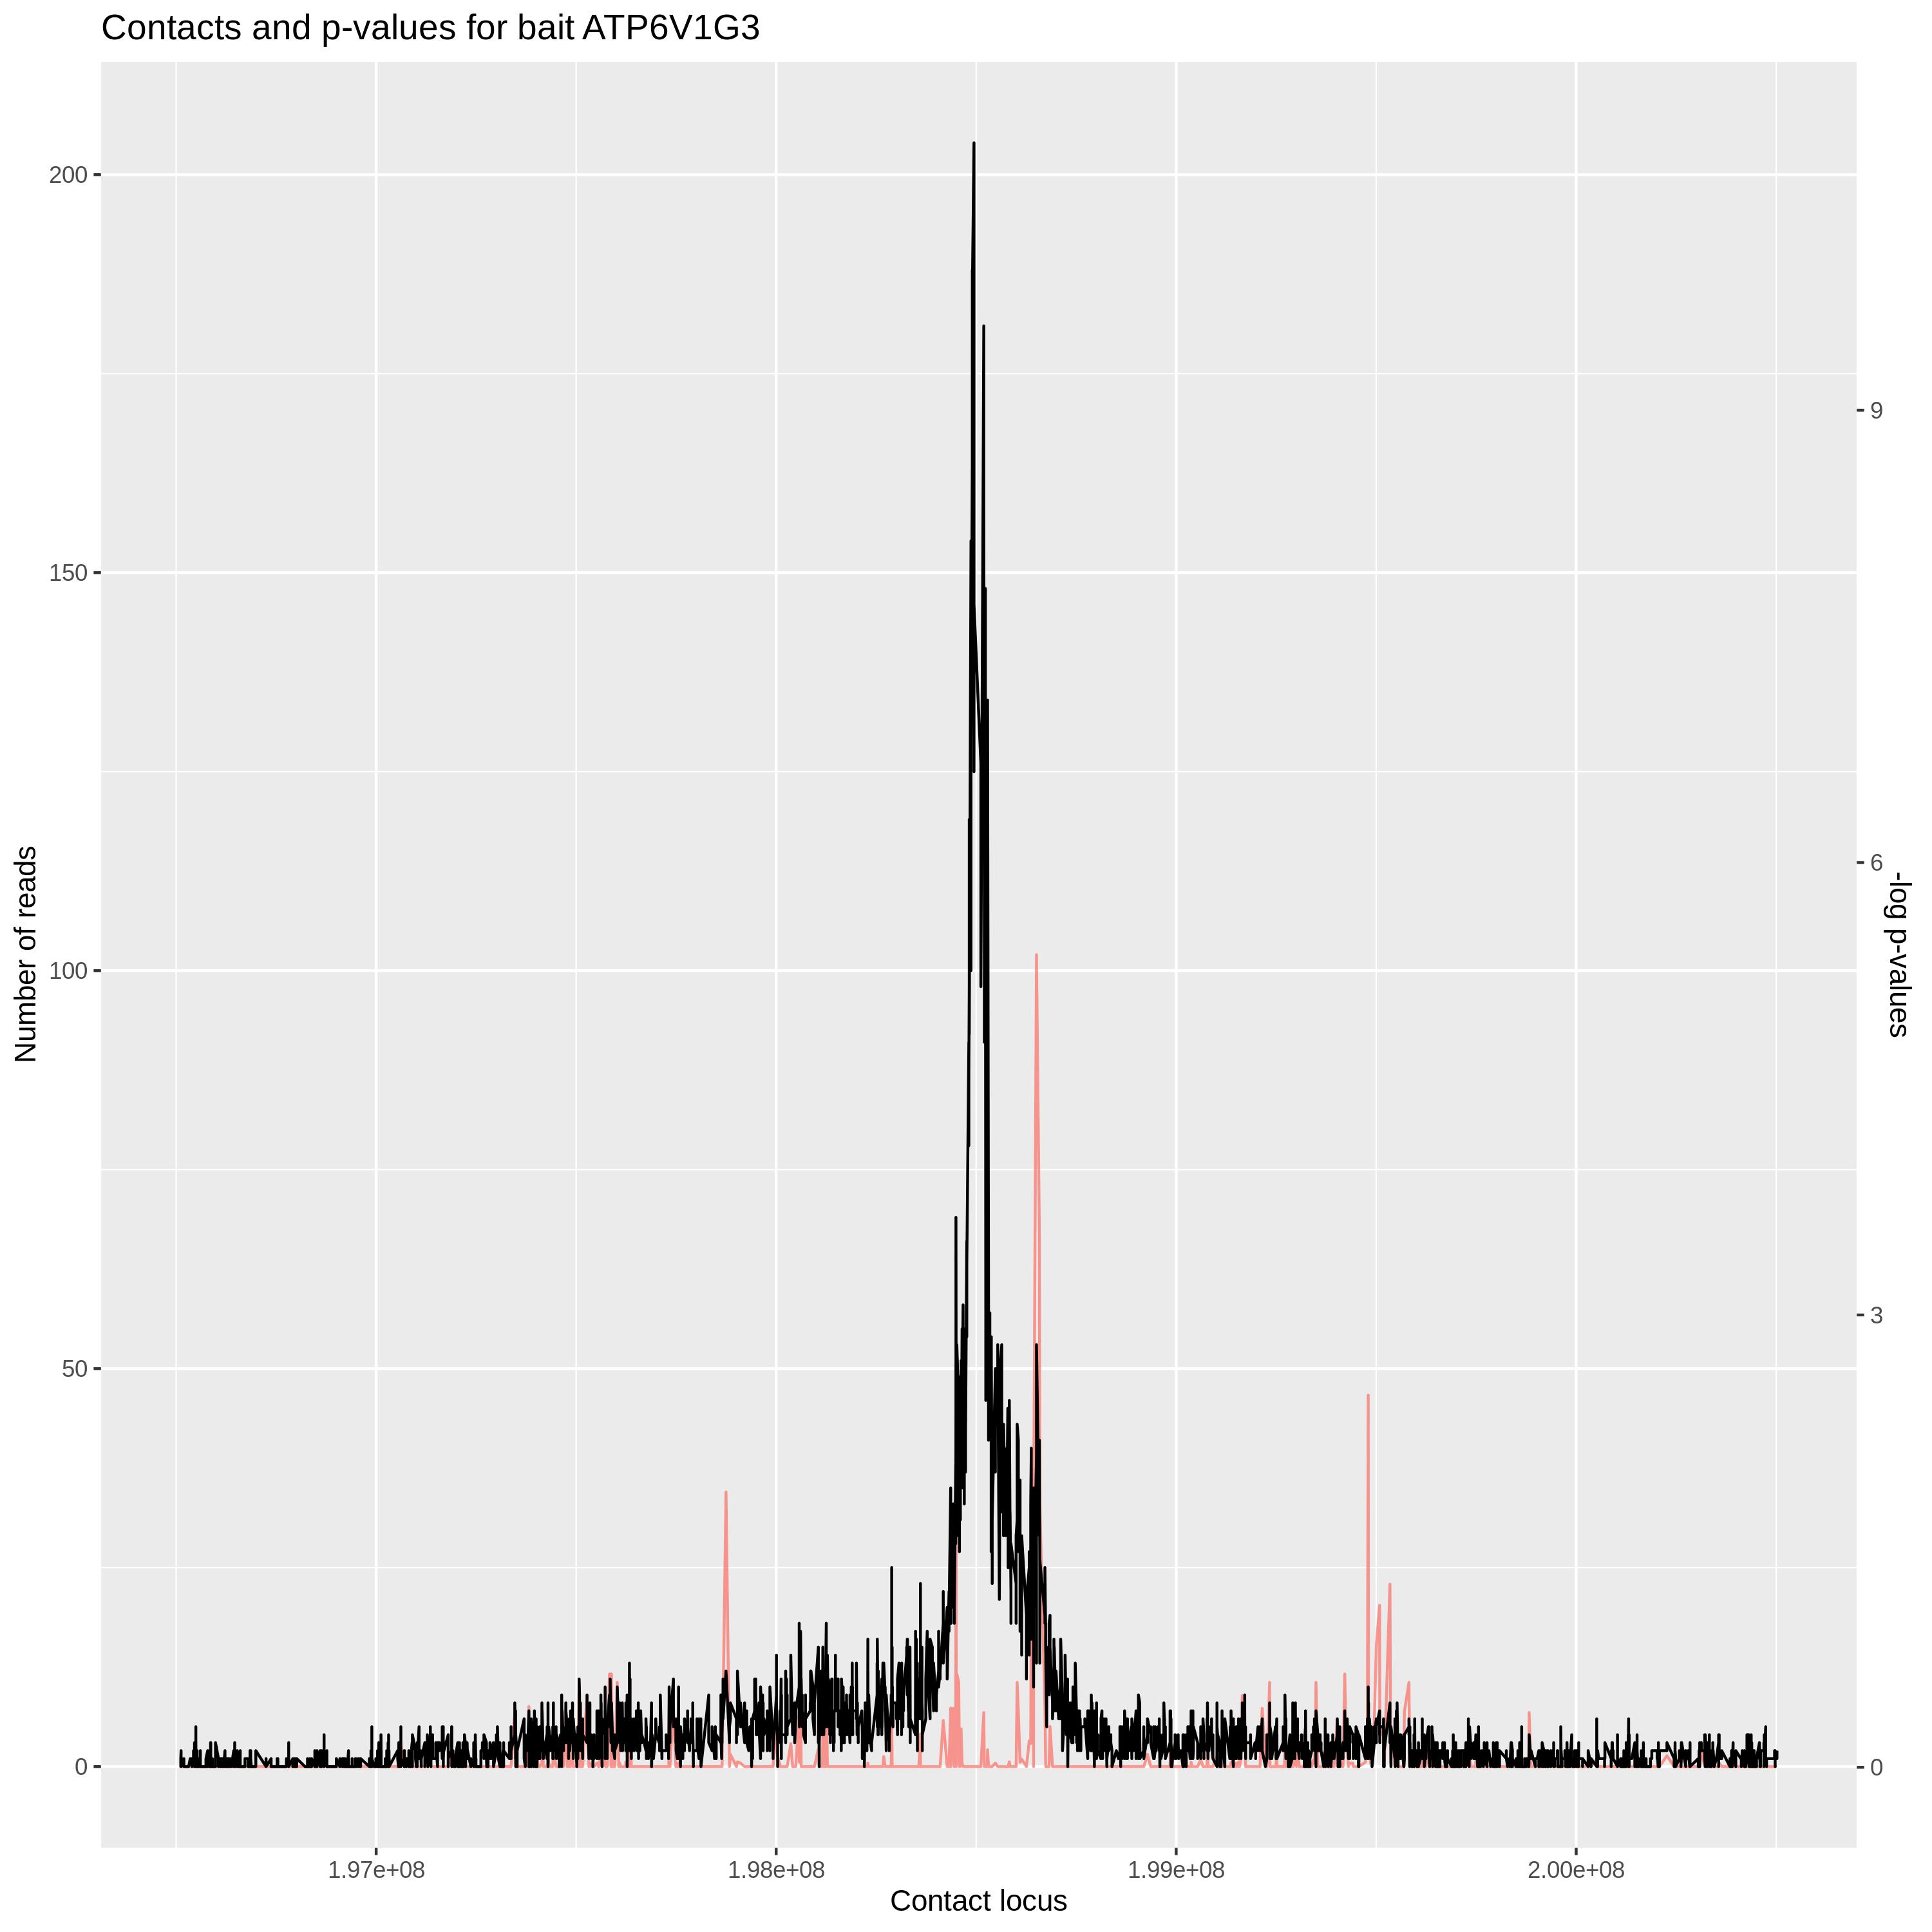 Contacts and p-values for bait ATP6V1G3
200
150
100
50
0
Number of reads
9
6
3
0
-log p-values
1.97e+08
1.98e+08
1.99e+08
2.00e+08
Contact locus